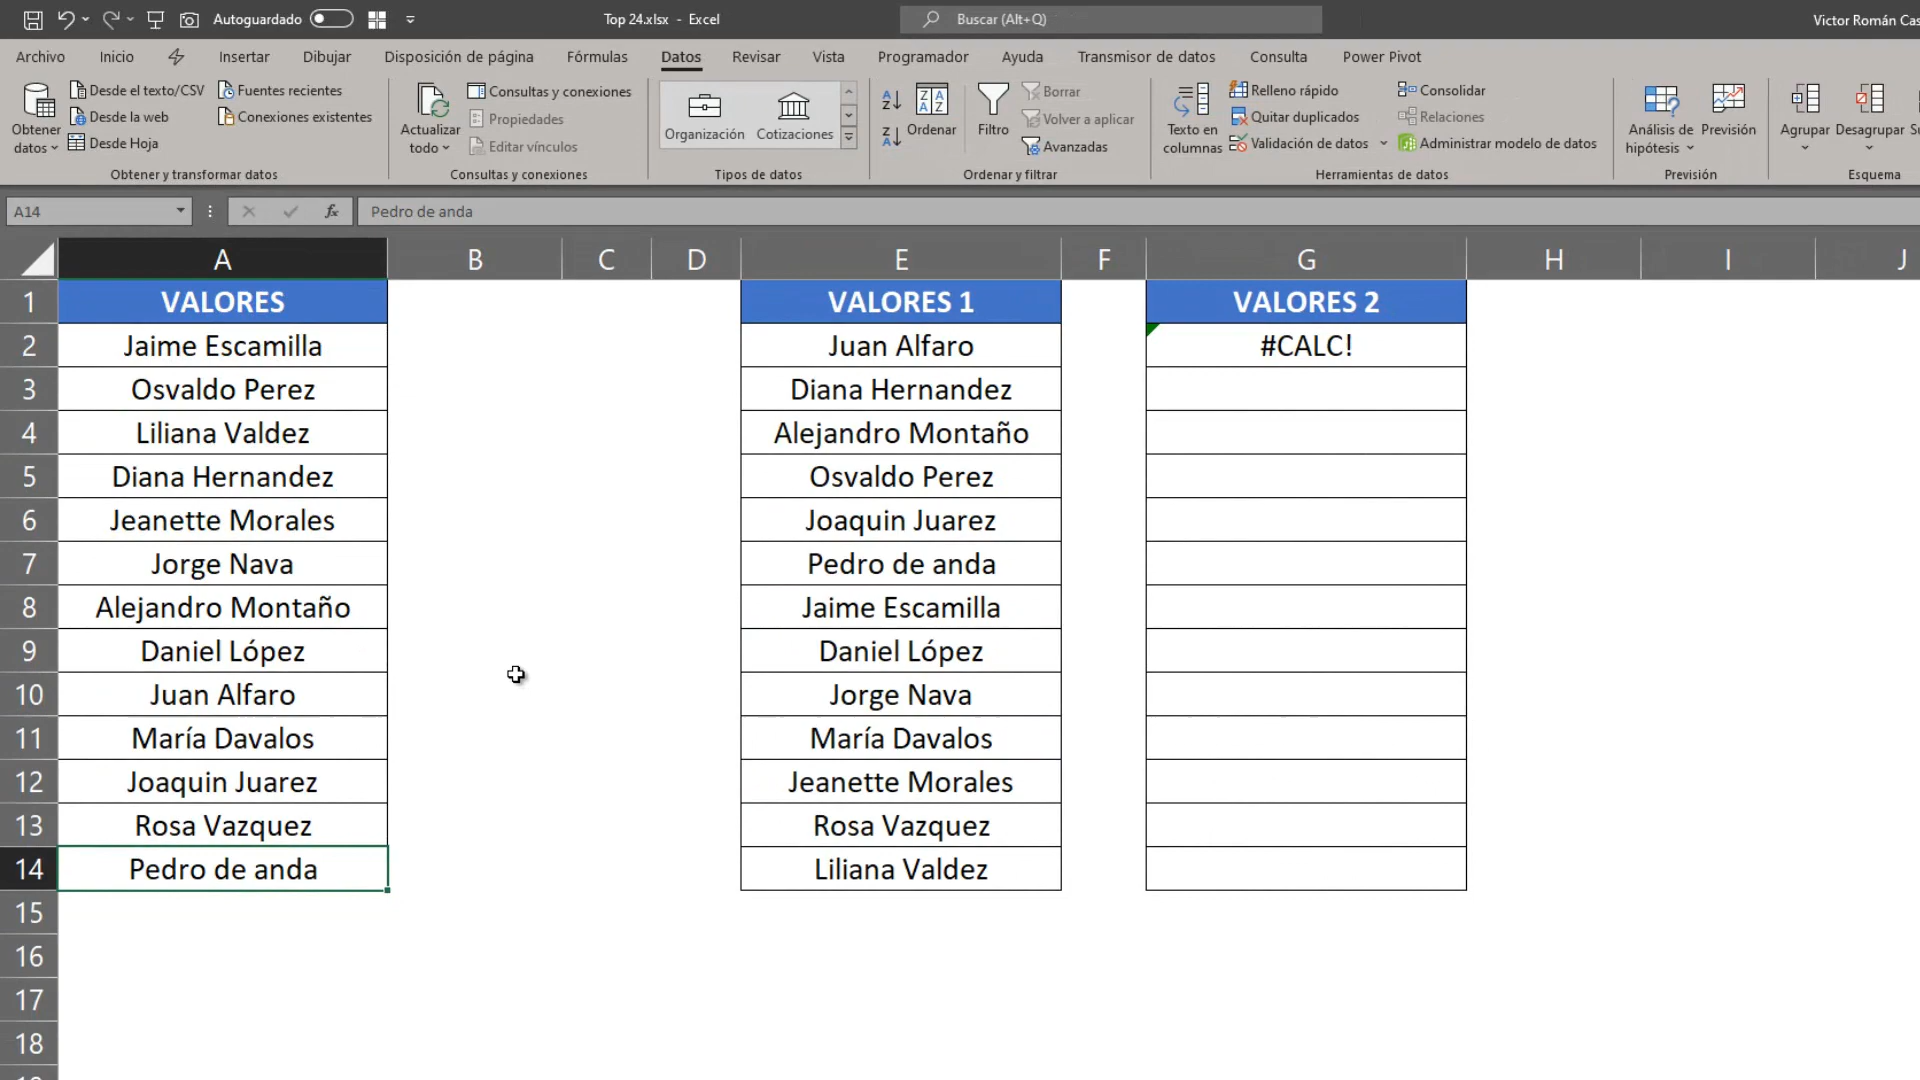 Autoguardado
Top 24.xlsx - Excel
Buscar (Alt+Q)
Victor Román Cas
Archivo Inicio Insertar Dibujar Disposición de página Fórmulas Datos Revisar Vista Programador Ayuda Transmisor de datos Consulta Power Pivot
Obtener datos
Desde el texto/CSV
Desde la web
Desde Hoja
Fuentes recientes
Conexiones existentes
Obtener y transformar datos
Actualizar todo
Consultas y conexiones
Propiedades
Editar vínculos
Consultas y conexiones
Organización
Cotizaciones
Tipos de datos
Ordenar
Filtro
Borrar
Volver a aplicar
Avanzadas
Ordenar y filtrar
Texto en columnas
Relleno rápido
Quitar duplicados
Validación de datos
Consolidar
Relaciones
Administrar modelo de datos
Herramientas de datos
Análisis de hipótesis
Previsión
Previsión
Agrupar
Desagrupar
Su
Esquema
A14
fx
Pedro de anda
A B C D E F G H I J
1 VALORES VALORES 1 VALORES 2
2 Jaime Escamilla Juan Alfaro #CALC!
3 Osvaldo Perez Diana Hernandez
4 Liliana Valdez Alejandro Montaño
5 Diana Hernandez Osvaldo Perez
6 Jeanette Morales Joaquin Juarez
7 Jorge Nava Pedro de anda
8 Alejandro Montaño Jaime Escamilla
9 Daniel López Daniel López
10 Juan Alfaro Jorge Nava
11 María Davalos María Davalos
12 Joaquin Juarez Jeanette Morales
13 Rosa Vazquez Rosa Vazquez
14 Pedro de anda Liliana Valdez
15
16
17
18